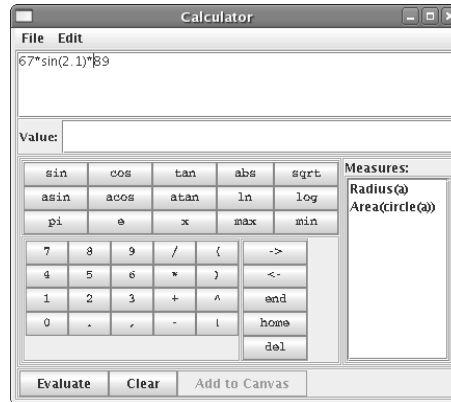 Calculator
File Edit
67*sin(2.1)*89
Value:
sin cos tan abs sqrt
asin acos atan ln log
pi e x max min
7 8 9 / ( ->
4 5 6 * ) <-
1 2 3 + ^ end
0 . , - home
del
Measures:
Radius(a)
Area(circle(a))
Evaluate Clear Add to Canvas